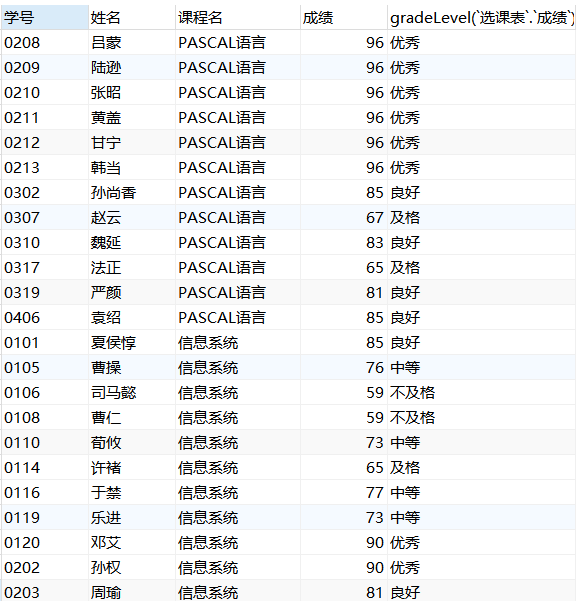 学号 姓名 课程名 成绩 gradeLevel(`选课表`.`成绩`)
0208 吕蒙 PASCAL语言 96 优秀
0209 陆逊 PASCAL语言 96 优秀
0210 张昭 PASCAL语言 96 优秀
0211 黄盖 PASCAL语言 96 优秀
0212 甘宁 PASCAL语言 96 优秀
0213 韩当 PASCAL语言 96 优秀
0302 孙尚香 PASCAL语言 85 良好
0307 赵云 PASCAL语言 67 及格
0310 魏延 PASCAL语言 83 良好
0317 法正 PASCAL语言 65 及格
0319 严颜 PASCAL语言 81 良好
0406 袁绍 PASCAL语言 85 良好
0101 夏侯惇 信息系统 85 良好
0105 曹操 信息系统 76 中等
0106 司马懿 信息系统 59 不及格
0108 曹仁 信息系统 59 不及格
0110 荀攸 信息系统 73 中等
0114 许褚 信息系统 65 及格
0116 于禁 信息系统 77 中等
0119 乐进 信息系统 73 中等
0120 邓艾 信息系统 90 优秀
0202 孙权 信息系统 90 优秀
0203 周瑜 信息系统 81 良好